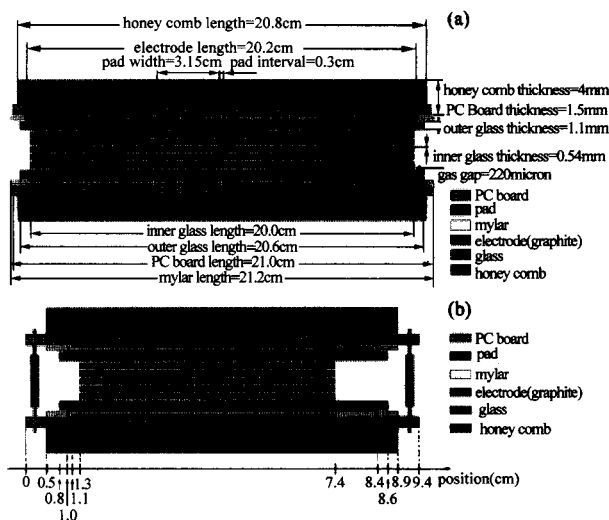 (a)
honey comb length=20.8cm
electrode length=20.2cm
pad width=3.15cm pad interval=0.3cm
honey comb thickness=4mm
PC Board thickness=1.5mm
outer glass thickness=1.1mm
inner glass thickness=0.54mm
gas gap=220micron
PC board
pad
mylar
electrode(graphite)
glass
honey comb
inner glass length=20.0cm
outer glass length=20.6cm
PC board length=21.0cm
mylar length=21.2cm
(b)
PC board
pad
mylar
electrode(graphite)
glass
honey comb
0 0.5 1.3 7.4 8.4 8.9 9.4 position(cm)
0.8 1.1 8.6
1.0